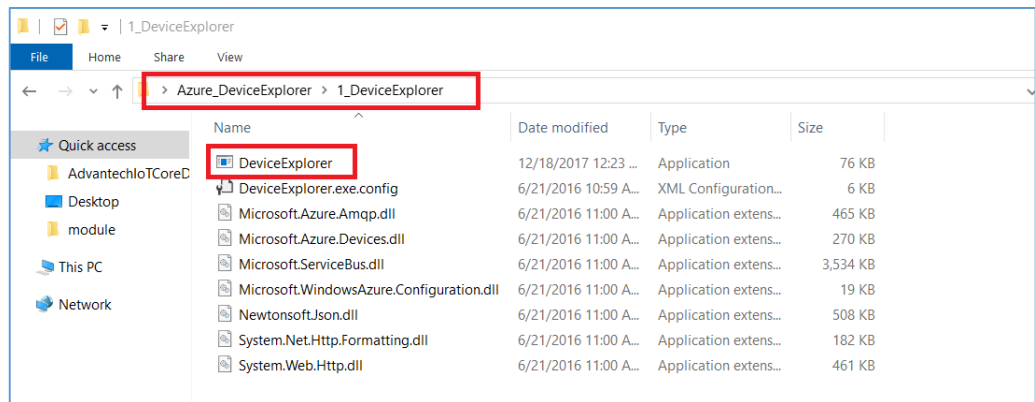 1_DeviceExplorer
File Home Share View
Azure_DeviceExplorer > 1_DeviceExplorer
Name Date modified Type Size
Quick access
AdvantechIoTCoreD
Desktop
module
This PC
Network
DeviceExplorer 12/18/2017 12:23 ... Application 76 KB
DeviceExplorer.exe.config 6/21/2016 10:59 A... XML Configuration... 6 KB
Microsoft.Azure.Amqp.dll 6/21/2016 11:00 A... Application extens... 465 KB
Microsoft.Azure.Devices.dll 6/21/2016 11:00 A... Application extens... 270 KB
Microsoft.ServiceBus.dll 6/21/2016 11:00 A... Application extens... 3,534 KB
Microsoft.WindowsAzure.Configuration.dll 6/21/2016 11:00 A... Application extens... 19 KB
Newtonsoft.Json.dll 6/21/2016 11:00 A... Application extens... 508 KB
System.Net.Http.Formatting.dll 6/21/2016 11:00 A... Application extens... 182 KB
System.Web.Http.dll 6/21/2016 11:00 A... Application extens... 461 KB